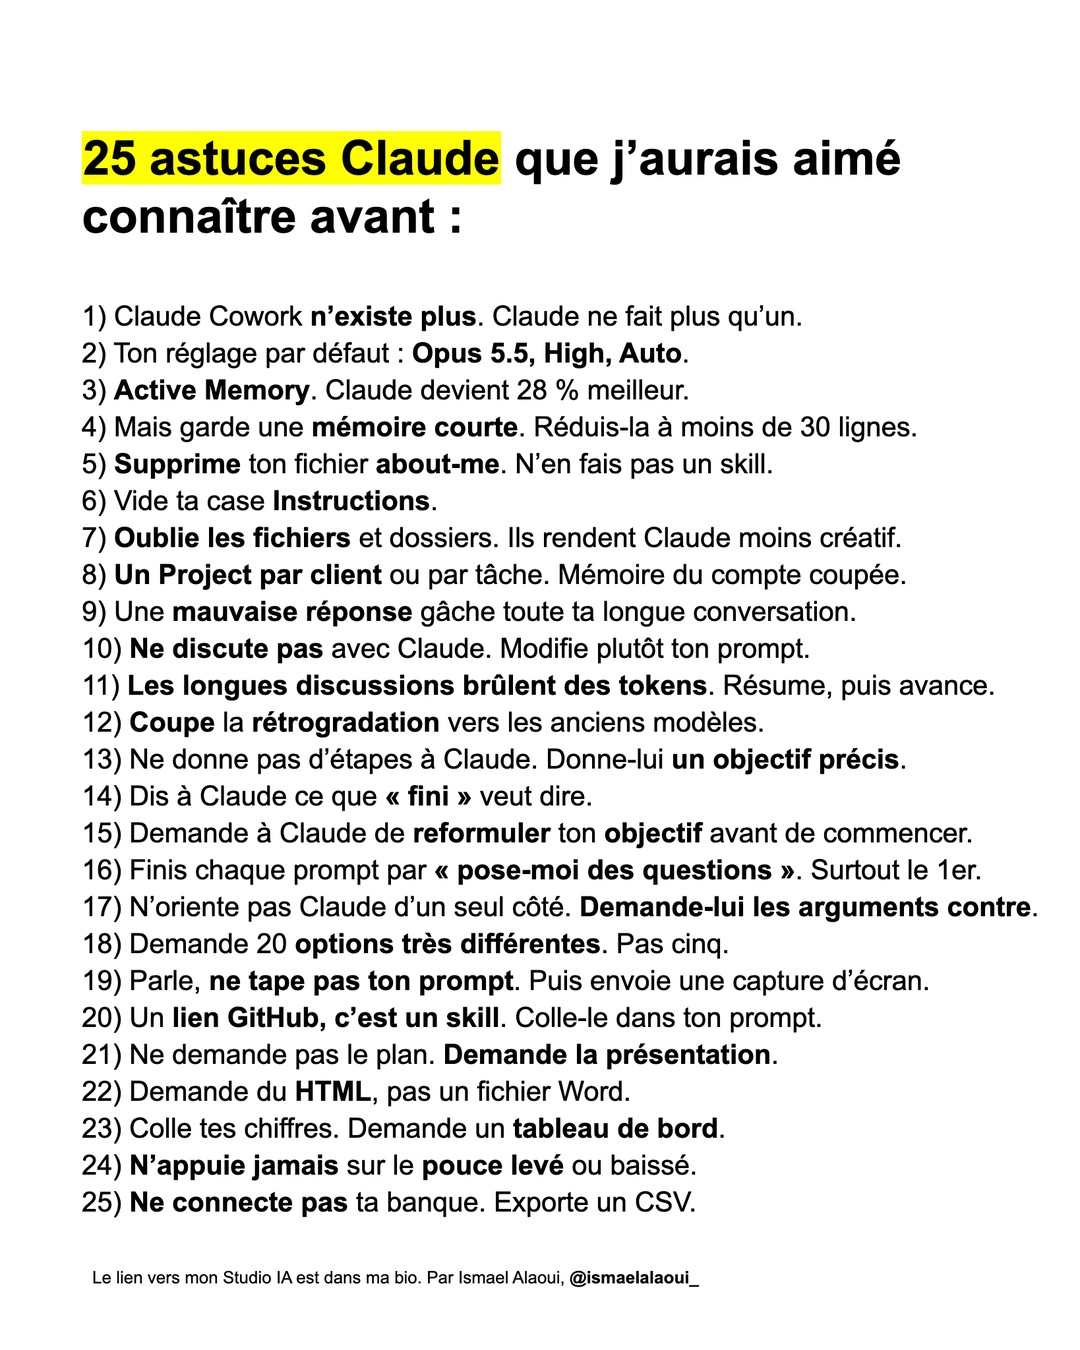 25 astuces Claude que j’aurais aimé
connaître avant :
1) Claude Cowork n’existe plus. Claude ne fait plus qu’un.
2) Ton réglage par défaut : Opus 5.5, High, Auto.
3) Active Memory. Claude devient 28 % meilleur.
4) Mais garde une mémoire courte. Réduis-la à moins de 30 lignes.
5) Supprime ton fichier about-me. N’en fais pas un skill.
6) Vide ta case Instructions.
7) Oublie les fichiers et dossiers. Ils rendent Claude moins créatif.
8) Un Project par client ou par tâche. Mémoire du compte coupée.
9) Une mauvaise réponse gâche toute ta longue conversation.
10) Ne discute pas avec Claude. Modifie plutôt ton prompt.
11) Les longues discussions brûlent des tokens. Résume, puis avance.
12) Coupe la rétrogradation vers les anciens modèles.
13) Ne donne pas d’étapes à Claude. Donne-lui un objectif précis.
14) Dis à Claude ce que « fini » veut dire.
15) Demande à Claude de reformuler ton objectif avant de commencer.
16) Finis chaque prompt par « pose-moi des questions ». Surtout le 1er.
17) N’oriente pas Claude d’un seul côté. Demande-lui les arguments contre.
18) Demande 20 options très différentes. Pas cinq.
19) Parle, ne tape pas ton prompt. Puis envoie une capture d’écran.
20) Un lien GitHub, c’est un skill. Colle-le dans ton prompt.
21) Ne demande pas le plan. Demande la présentation.
22) Demande du HTML, pas un fichier Word.
23) Colle tes chiffres. Demande un tableau de bord.
24) N’appuie jamais sur le pouce levé ou baissé.
25) Ne connecte pas ta banque. Exporte un CSV.
Le lien vers mon Studio IA est dans ma bio. Par Ismael Alaoui, @ismaelalaoui_